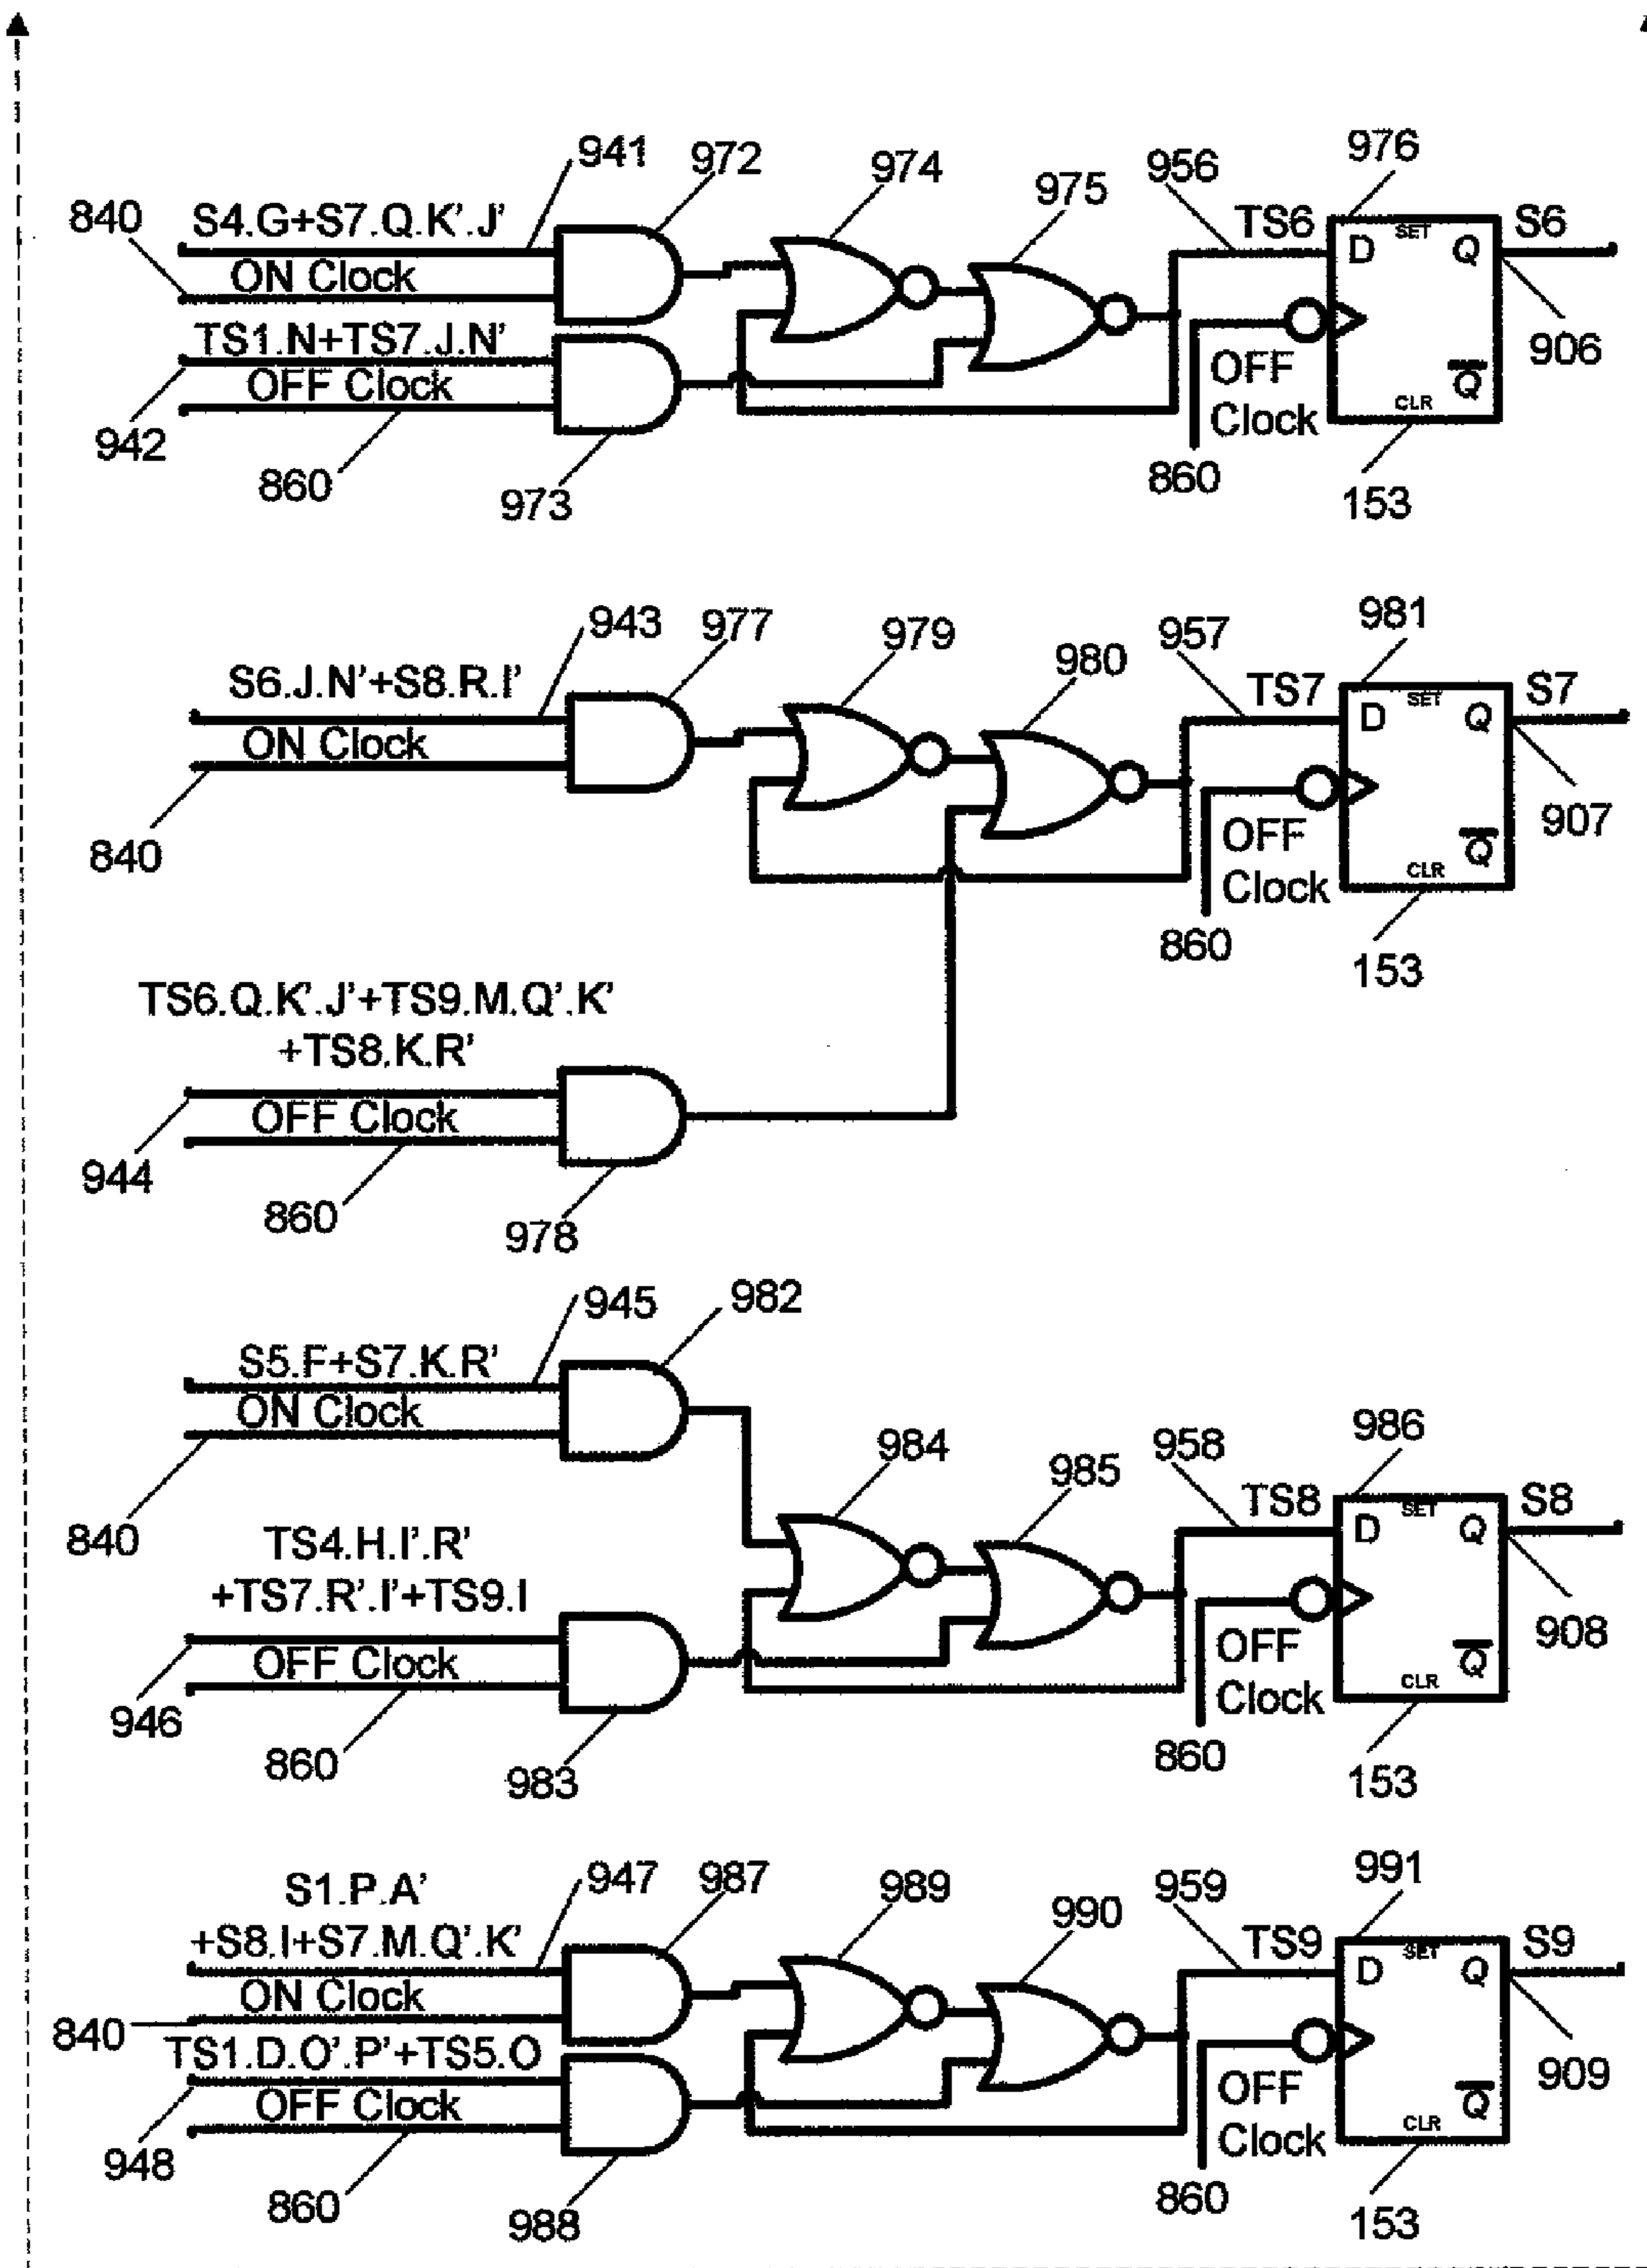 941
972
974
975
956
976
840
S4.G+S7.Q.K'.J'
TS6
D
SET
Q
S6
ON Clock
TS1.N+TS7.J.N'
OFF Clock
942
860
973
OFF
Clock
860
Q
CLR
906
153
943
977
979
980
957
981
S6.J.N'+S8.R.I'
TS7
D
SET
Q
S7
ON Clock
840
OFF
Clock
860
Q
CLR
907
153
TS6.Q.K'.J'+TS9.M.Q'.K'
+TS8.K.R'
OFF Clock
944
860
978
945
982
S5.F+S7.K.R'
ON Clock
840
984
985
958
986
TS8
D
SET
Q
S8
TS4.H.I'.R'
+TS7.R'.I'+TS9.I
OFF Clock
946
860
983
OFF
Clock
860
Q
CLR
908
153
S1.P.A'
+S8.I+S7.M.Q'.K'
947
987
989
990
959
991
TS9
D
SET
Q
S9
ON Clock
840
TS1.D.O'.P'+TS5.O
OFF Clock
948
860
988
OFF
Clock
860
Q
CLR
909
153